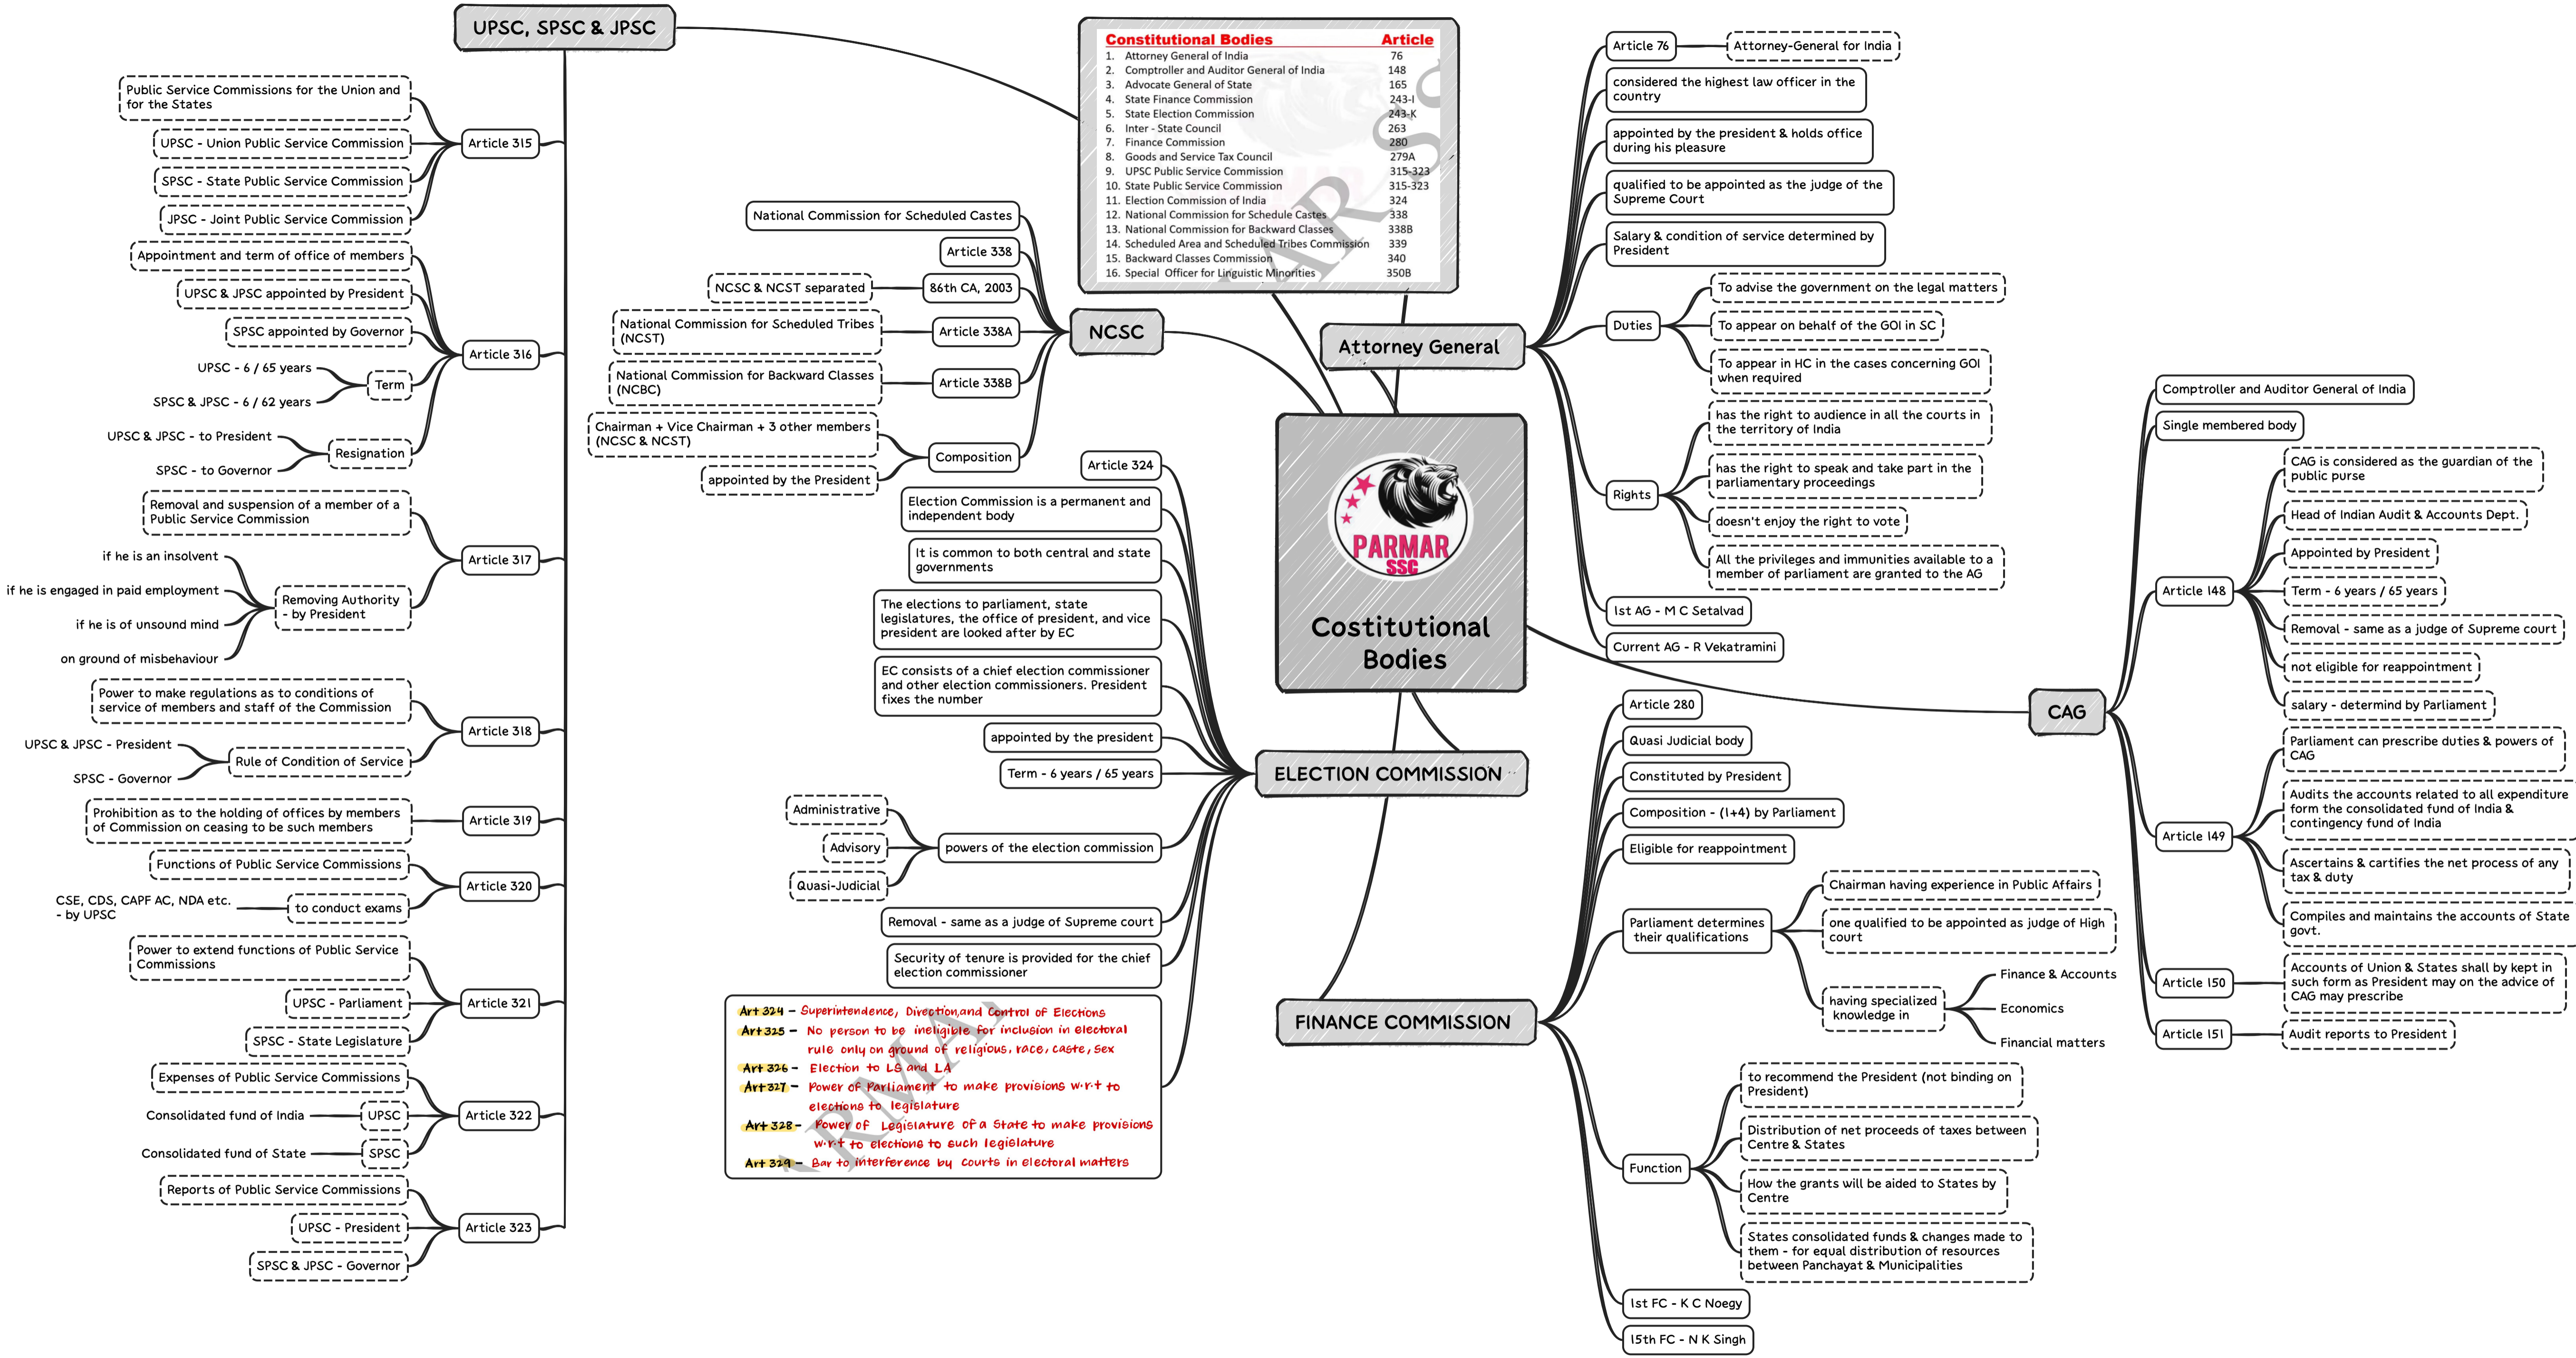 UPSC, SPSC & JPSC
Public Service Commissions for the Union and
for the States
UPSC - Union Public Service Commission
SPSC - State Public Service Commission
JPSC - Joint Public Service Commission
Article 315
Appointment and term of office of members
UPSC & JPSC appointed by President
SPSC appointed by Governor
UPSC - 6 / 65 years
SPSC & JPSC - 6 / 62 years
Term
UPSC & JPSC - to President
SPSC - to Governor
Resignation
Article 316
Removal and suspension of a member of a
Public Service Commission
if he is an insolvent
if he is engaged in paid employment
if he is of unsound mind
on ground of misbehaviour
Removing Authority
- by President
Article 317
Power to make regulations as to conditions of
service of members and staff of the Commission
UPSC & JPSC - President
SPSC - Governor
Rule of Condition of Service
Article 318
Prohibition as to the holding of offices by members
of Commission on ceasing to be such members
Article 319
Functions of Public Service Commissions
CSE, CDS, CAPF AC, NDA etc.
- by UPSC
to conduct exams
Article 320
Power to extend functions of Public Service
Commissions
UPSC - Parliament
SPSC - State Legislature
Article 321
Expenses of Public Service Commissions
Consolidated fund of India
UPSC
Consolidated fund of State
SPSC
Article 322
Reports of Public Service Commissions
UPSC - President
SPSC & JPSC - Governor
Article 323
Constitutional Bodies Article
1. Attorney General of India 76
2. Comptroller and Auditor General of India 148
3. Advocate General of State 165
4. State Finance Commission 243-I
5. State Election Commission 243-K
6. Inter - State Council 263
7. Finance Commission 280
8. Goods and Service Tax Council 279A
9. UPSC Public Service Commission 315-323
10. State Public Service Commission 315-323
11. Election Commission of India 324
12. National Commission for Schedule Castes 338
13. National Commission for Backward Classes 338B
14. Scheduled Area and Scheduled Tribes Commission 339
15. Backward Classes Commission 340
16. Special Officer for Linguistic Minorities 350B
AR SS
NCSC
National Commission for Scheduled Castes
Article 338
NCSC & NCST separated
86th CA, 2003
National Commission for Scheduled Tribes
(NCST)
Article 338A
National Commission for Backward Classes
(NCBC)
Article 338B
Chairman + Vice Chairman + 3 other members
(NCSC & NCST)
appointed by the President
Composition
PARMAR
SSC
Costitutional
Bodies
ELECTION COMMISSION
Article 324
Election Commission is a permanent and
independent body
It is common to both central and state
governments
The elections to parliament, state
legislatures, the office of president, and vice
president are looked after by EC
EC consists of a chief election commissioner
and other election commissioners. President
fixes the number
appointed by the president
Term - 6 years / 65 years
Administrative
Advisory
Quasi-Judicial
powers of the election commission
Removal - same as a judge of Supreme court
Security of tenure is provided for the chief
election commissioner
Art 324 - Superintendence, Direction,and Control of Elections
Art 325 - No person to be ineligible for inclusion in electoral
rule only on ground of religious, race, caste, sex
Art 326 - Election to LS and LA
Art 327 - Power of Parliament to make provisions w.r.t to
elections to legislature
Art 328 - Power of Legislature of a State to make provisions
w.r.t to elections to such legislature
Art 329 - Bar to interference by courts in electoral matters
RMA
Attorney General
Article 76
Attorney-General for India
considered the highest law officer in the
country
appointed by the president & holds office
during his pleasure
qualified to be appointed as the judge of the
Supreme Court
Salary & condition of service determined by
President
Duties
To advise the government on the legal matters
To appear on behalf of the GOI in SC
To appear in HC in the cases concerning GOI
when required
Rights
has the right to audience in all the courts in
the territory of India
has the right to speak and take part in the
parliamentary proceedings
doesn't enjoy the right to vote
All the privileges and immunities available to a
member of parliament are granted to the AG
1st AG - M C Setalvad
Current AG - R Vekatramini
CAG
Comptroller and Auditor General of India
Single membered body
Article 148
CAG is considered as the guardian of the
public purse
Head of Indian Audit & Accounts Dept.
Appointed by President
Term - 6 years / 65 years
Removal - same as a judge of Supreme court
not eligible for reappointment
salary - determind by Parliament
Article 149
Parliament can prescribe duties & powers of
CAG
Audits the accounts related to all expenditure
form the consolidated fund of India &
contingency fund of India
Ascertains & cartifies the net process of any
tax & duty
Compiles and maintains the accounts of State
govt.
Article 150
Accounts of Union & States shall by kept in
such form as President may on the advice of
CAG may prescribe
Article 151
Audit reports to President
FINANCE COMMISSION
Article 280
Quasi Judicial body
Constituted by President
Composition - (1+4) by Parliament
Eligible for reappointment
Parliament determines
their qualifications
Chairman having experience in Public Affairs
one qualified to be appointed as judge of High
court
having specialized
knowledge in
Finance & Accounts
Economics
Financial matters
Function
to recommend the President (not binding on
President)
Distribution of net proceeds of taxes between
Centre & States
How the grants will be aided to States by
Centre
States consolidated funds & changes made to
them - for equal distribution of resources
between Panchayat & Municipalities
1st FC - K C Noegy
15th FC - N K Singh